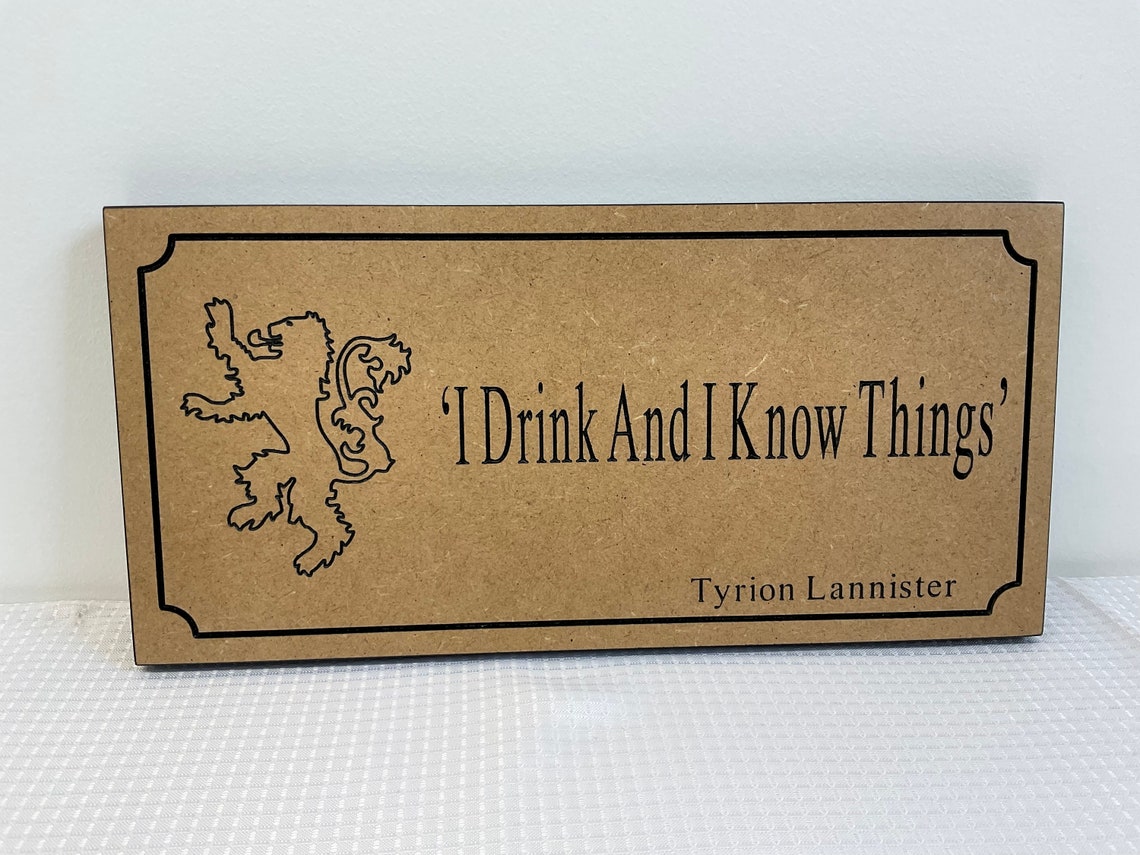 ‘I Drink And I Know Things’
Tyrion Lannister